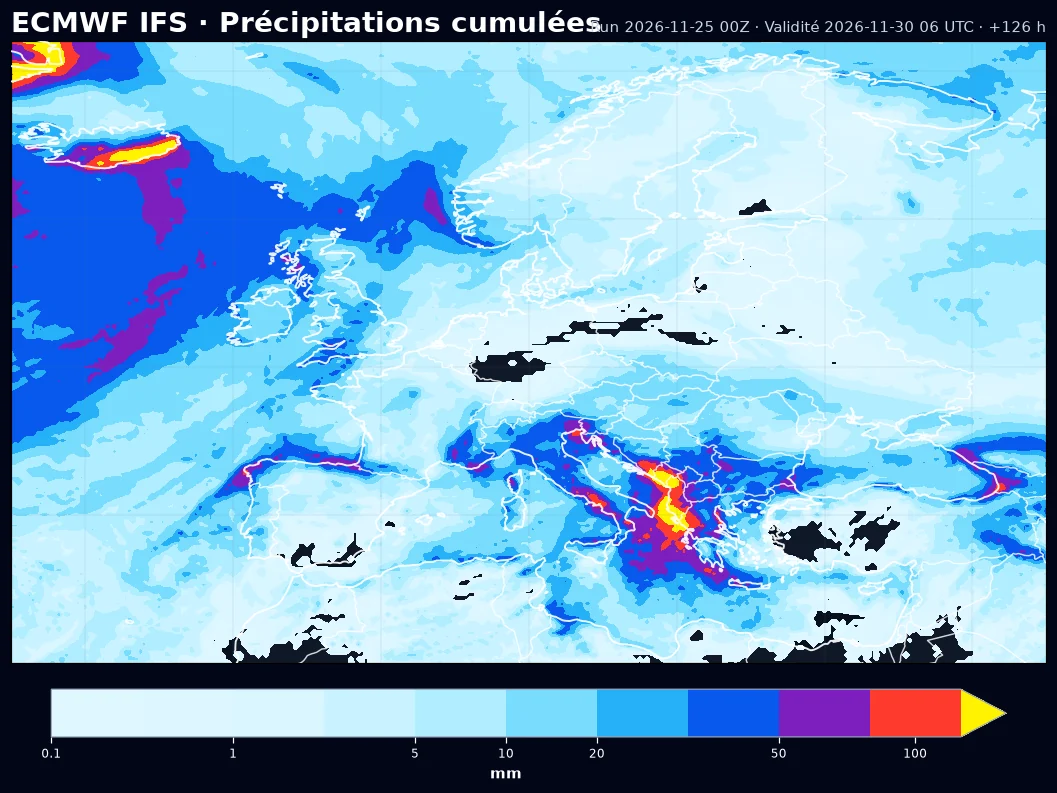 ECMWF IFS · Précipitations cumulées
Run 2026-11-25 00Z · Validité 2026-11-30 06 UTC · +126 h
0.1 1 5 10 20 50 100
mm